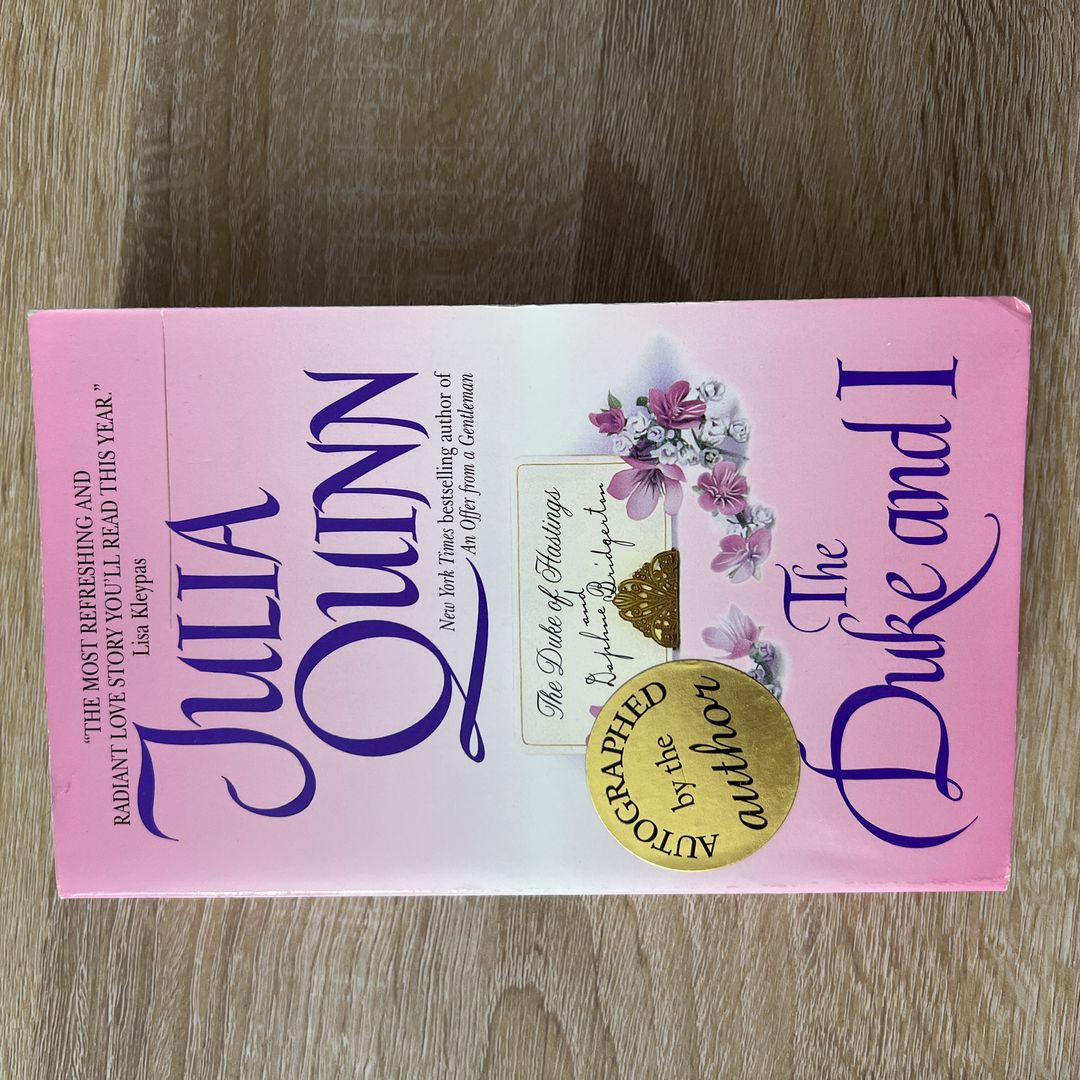 “THE MOST REFRESHING AND
RADIANT LOVE STORY YOU’LL READ THIS YEAR.”
Lisa Kleypas
JULIA
QUINN
New York Times bestselling author of
An Offer from a Gentleman
The Duke of Hastings
and
Daphne Bridgerton
AUTOGRAPHED
by the
author
The
Duke and I